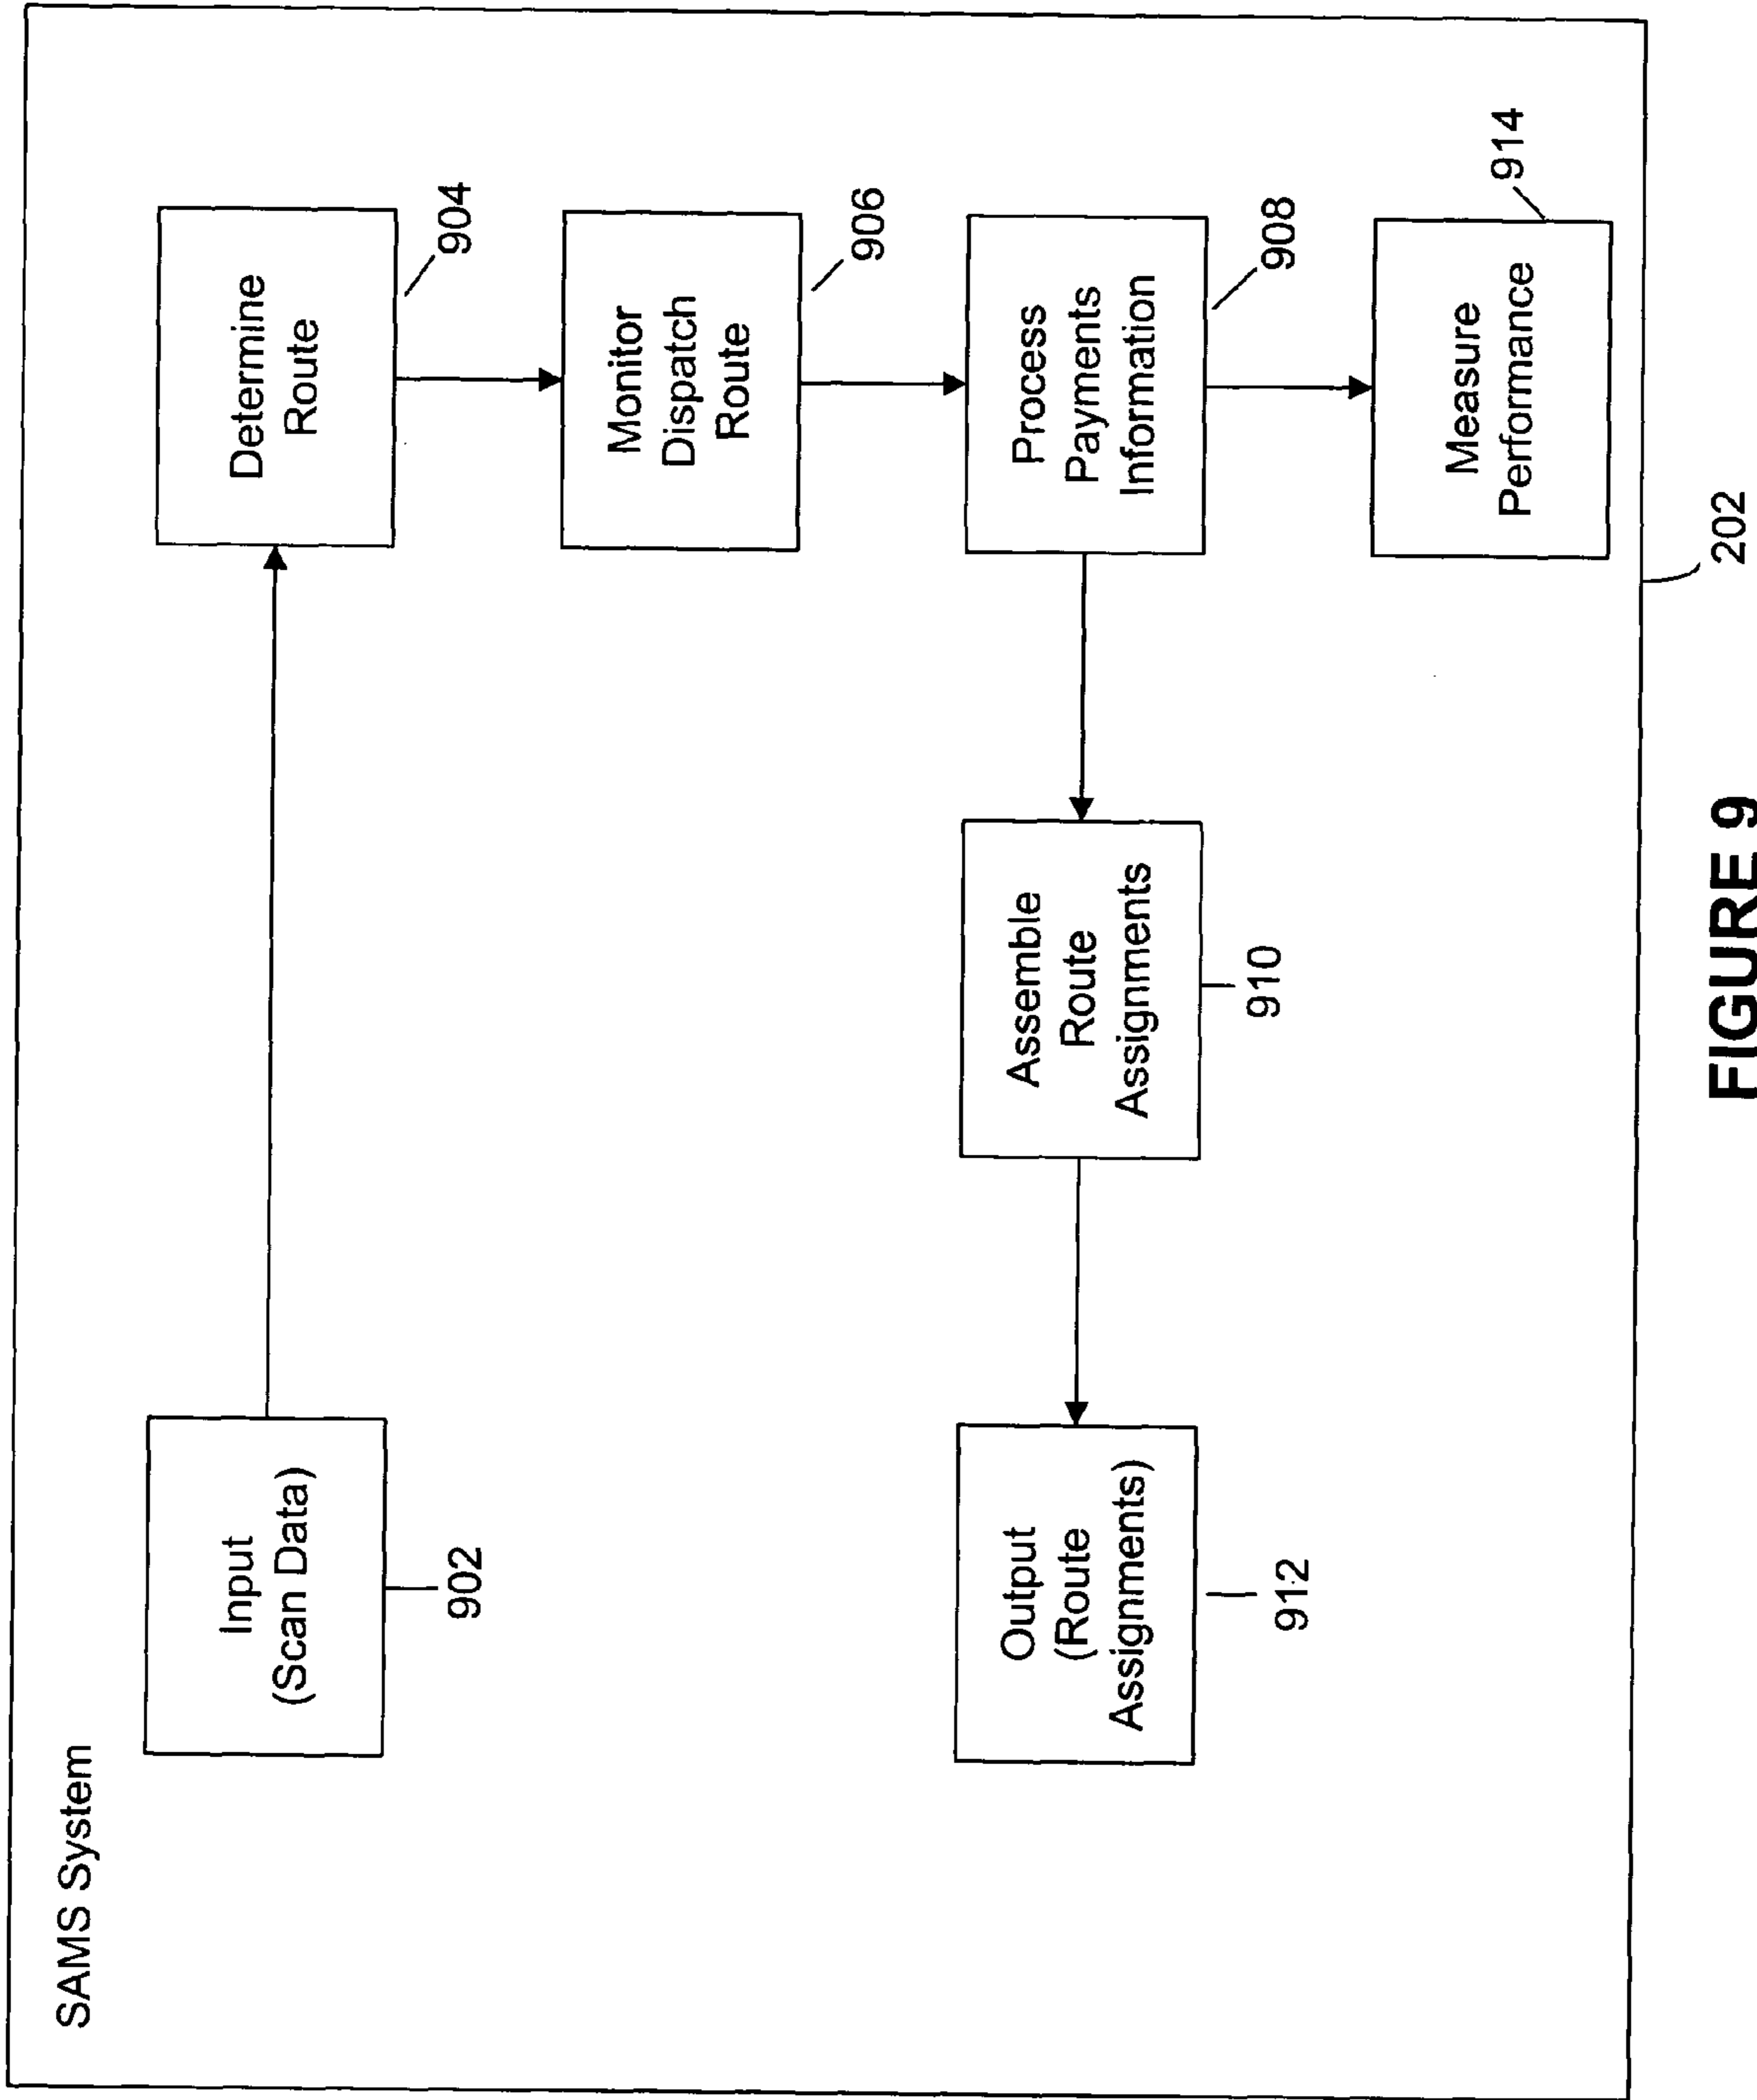 SAMS System
Input
(Scan Data)
902
Determine
Route
904
Monitor
Dispatch
Route
906
Process
Payments
Information
908
Assemble
Route
Assignments
910
Output
(Route
Assignments)
912
Measure
Performance
914
202
FIGURE 9